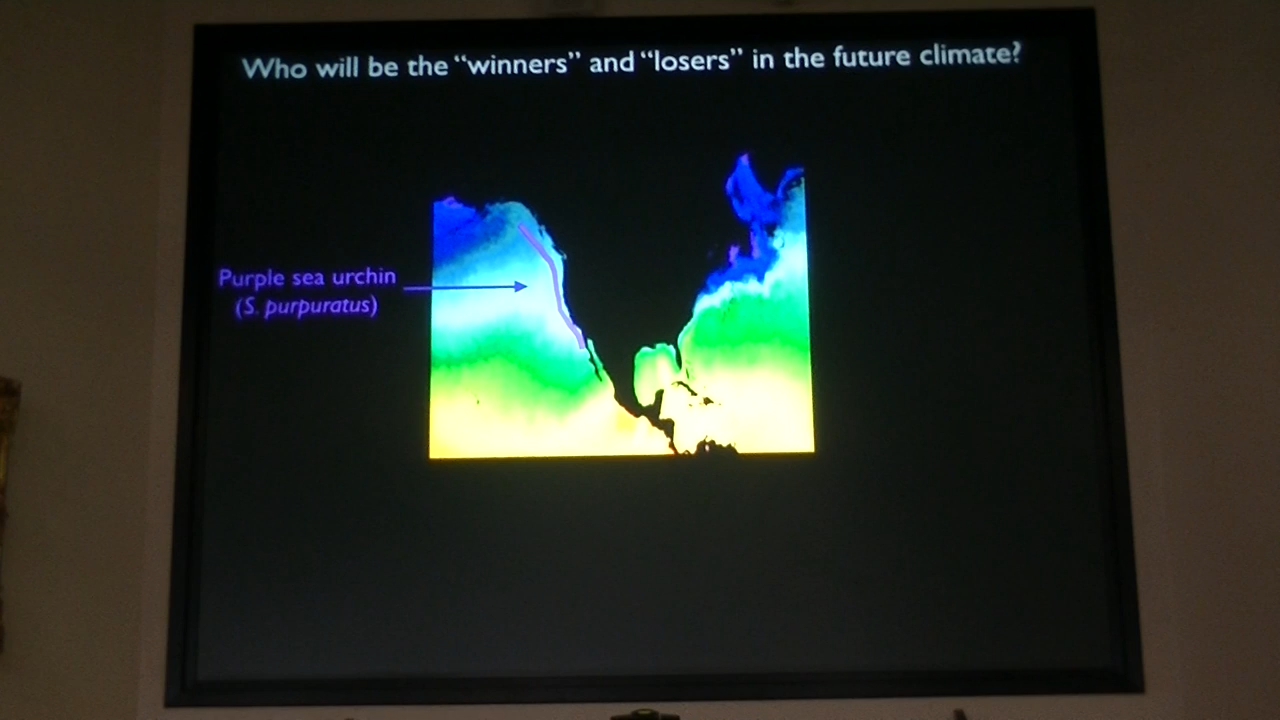 Who will be the “winners” and “losers” in the future climate?
Purple sea urchin
(S. purpuratus)